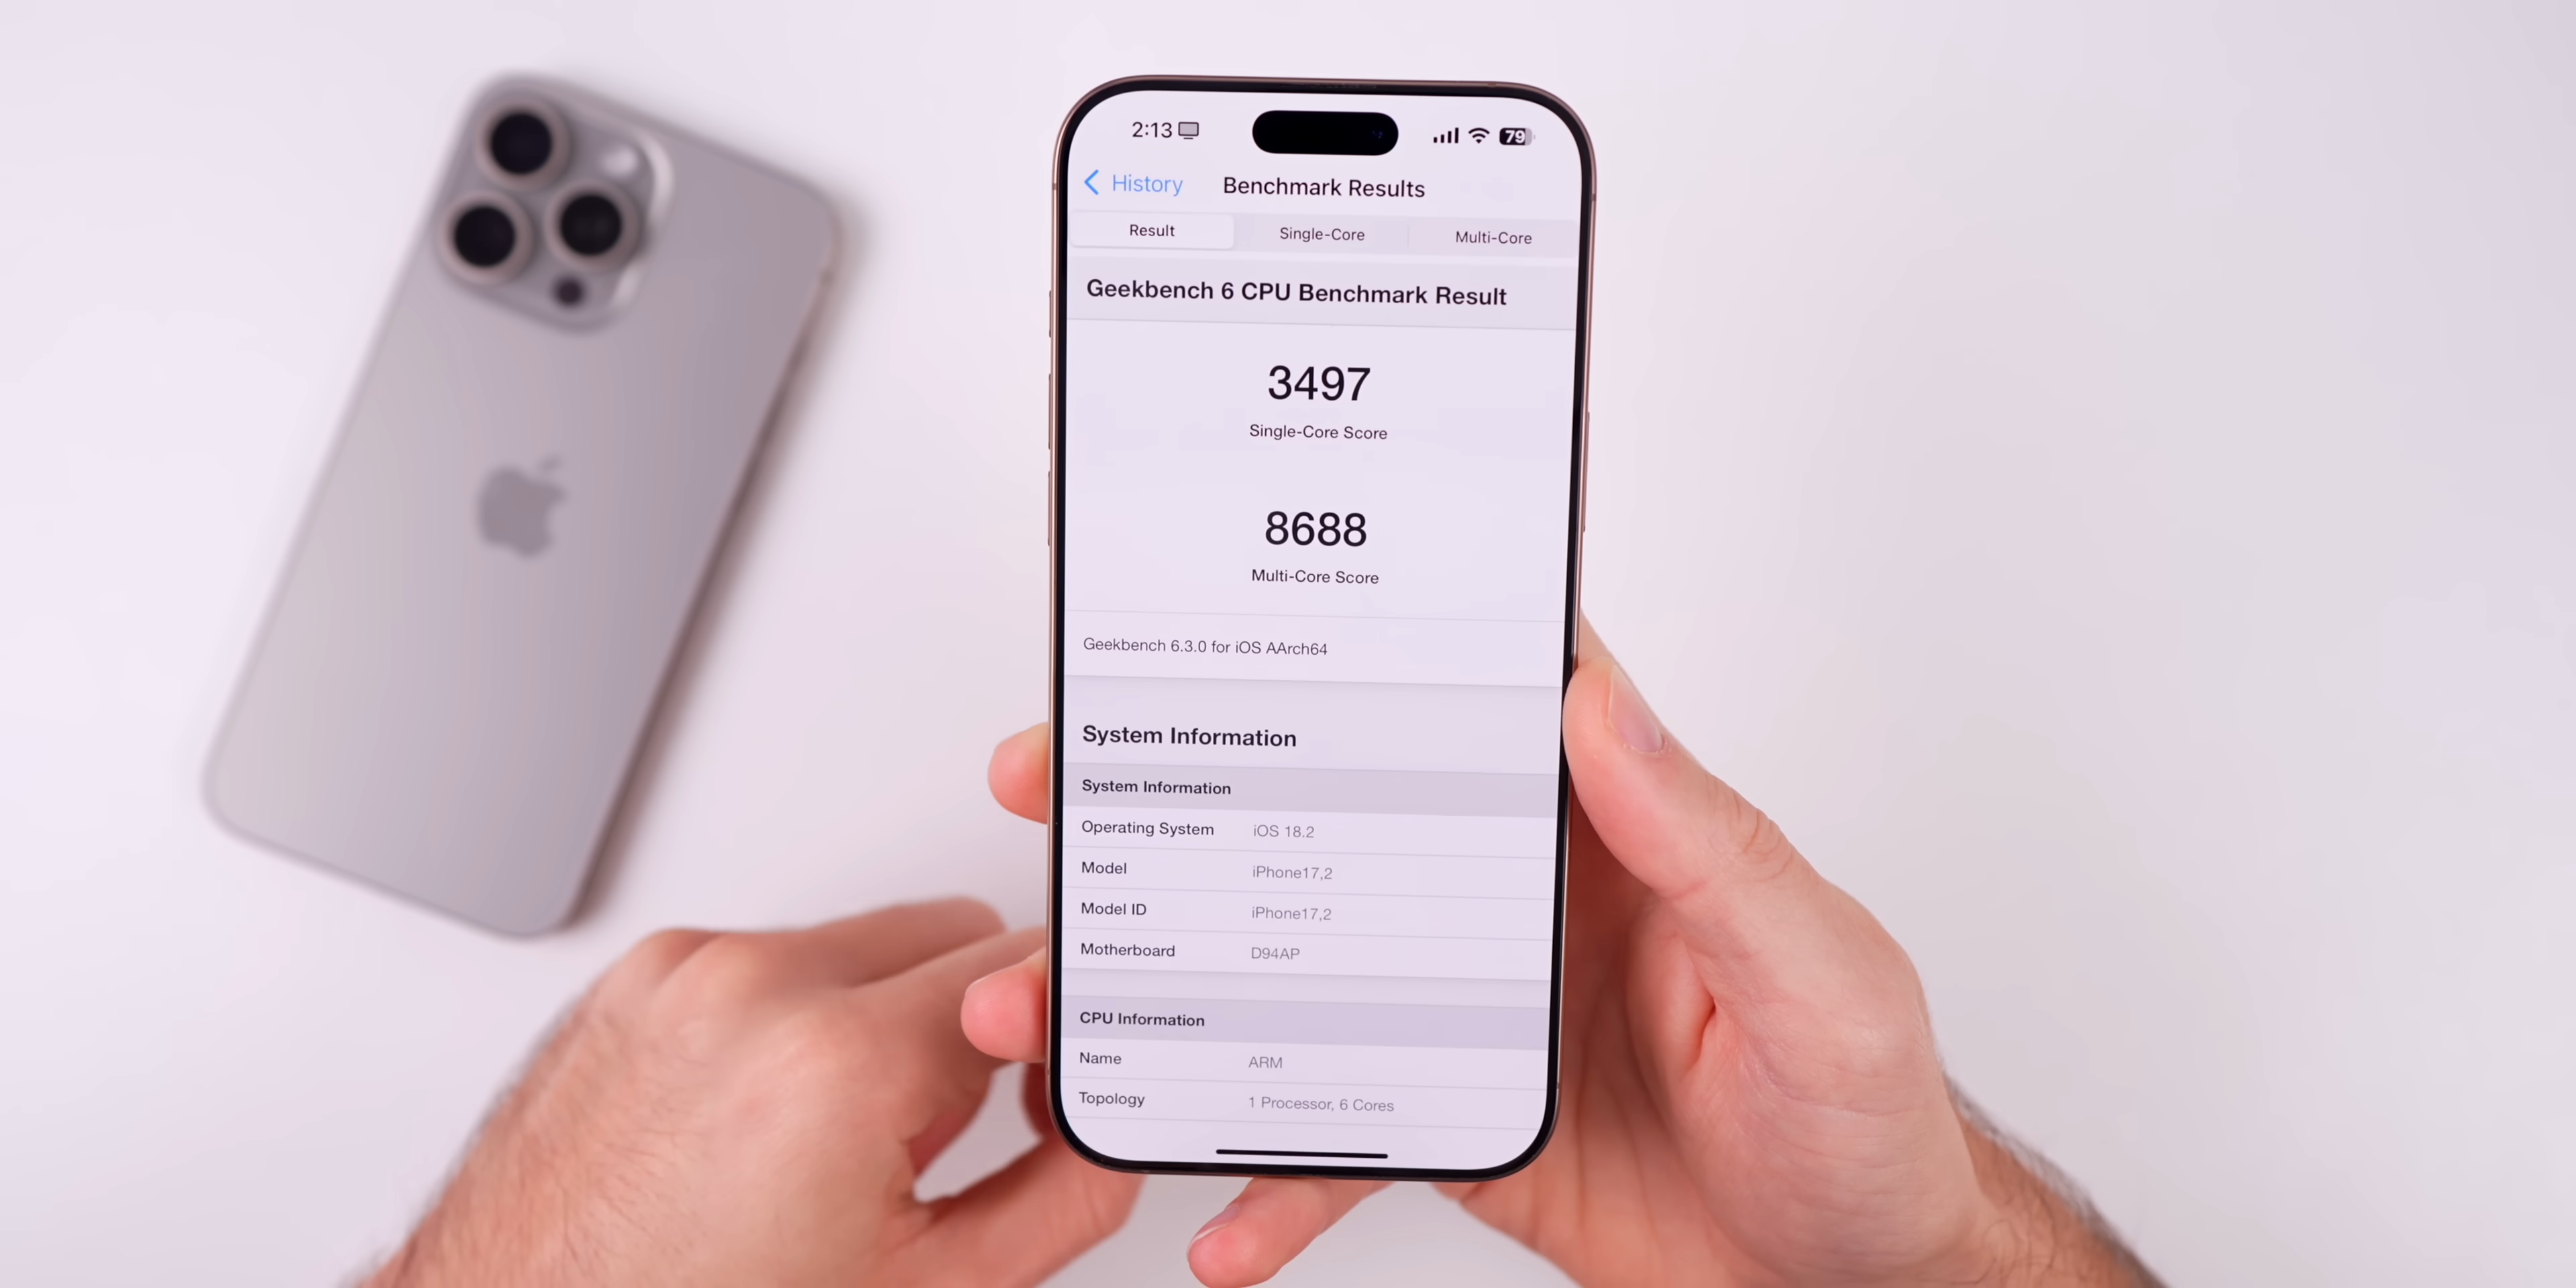 2:13
79
History Benchmark Results
Result Single-Core Multi-Core
Geekbench 6 CPU Benchmark Result
3497
Single-Core Score
8688
Multi-Core Score
Geekbench 6.3.0 for iOS AArch64
System Information
System Information
Operating System iOS 18.2
Model iPhone17,2
Model ID iPhone17,2
Motherboard D94AP
CPU Information
Name ARM
Topology 1 Processor, 6 Cores